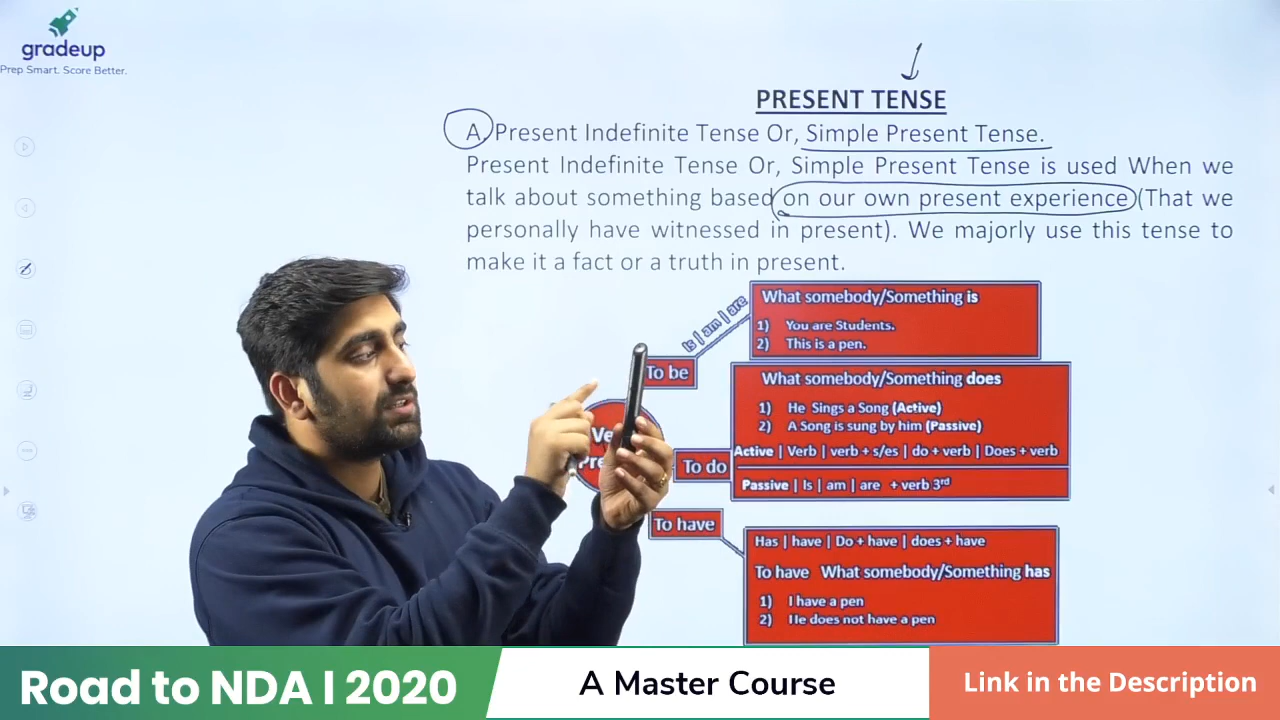 gradeup
Prep Smart. Score Better.
PRESENT TENSE
A. Present Indefinite Tense Or, Simple Present Tense.
Present Indefinite Tense Or, Simple Present Tense is used When we
talk about something based on our own present experience (That we
personally have witnessed in present). We majorly use this tense to
make it a fact or a truth in present.
Is | am | are
What somebody/Something is
1) You are Students.
2) This is a pen.
To be
What somebody/Something does
1) He Sings a Song (Active)
2) A Song is sung by him (Passive)
Active | Verb | verb + s/es | do + verb | Does + verb
To do
Passive | Is | am | are + verb 3rd
To have
Has | have | Do + have | does + have
To have What somebody/Something has
1) I have a pen
2) He does not have a pen
Road to NDA | 2020
A Master Course
Link in the Description